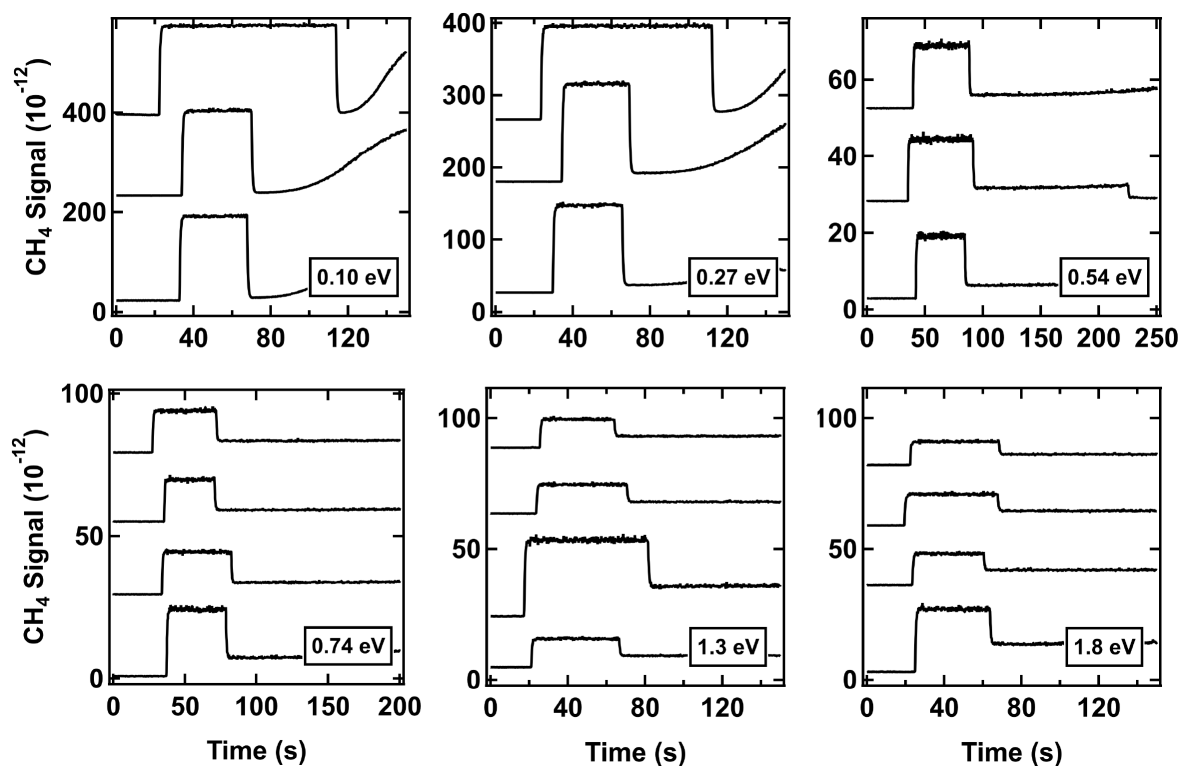 CH4 Signal (10-12)
400
200
0
0 40 80 120
0.10 eV
400
300
200
100
0
0 40 80 120
0.27 eV
60
40
20
0
0 50 100 150 200 250
0.54 eV
CH4 Signal (10-12)
100
50
0
0 50 100 150 200
0.74 eV
Time (s)
100
50
0
0 40 80 120
1.3 eV
Time (s)
100
50
0
0 40 80 120
1.8 eV
Time (s)